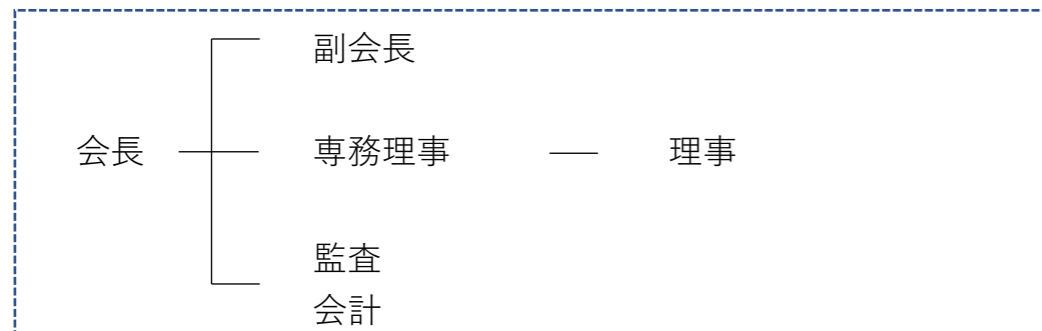 副会長
会長 専務理事 理事
監査
会計